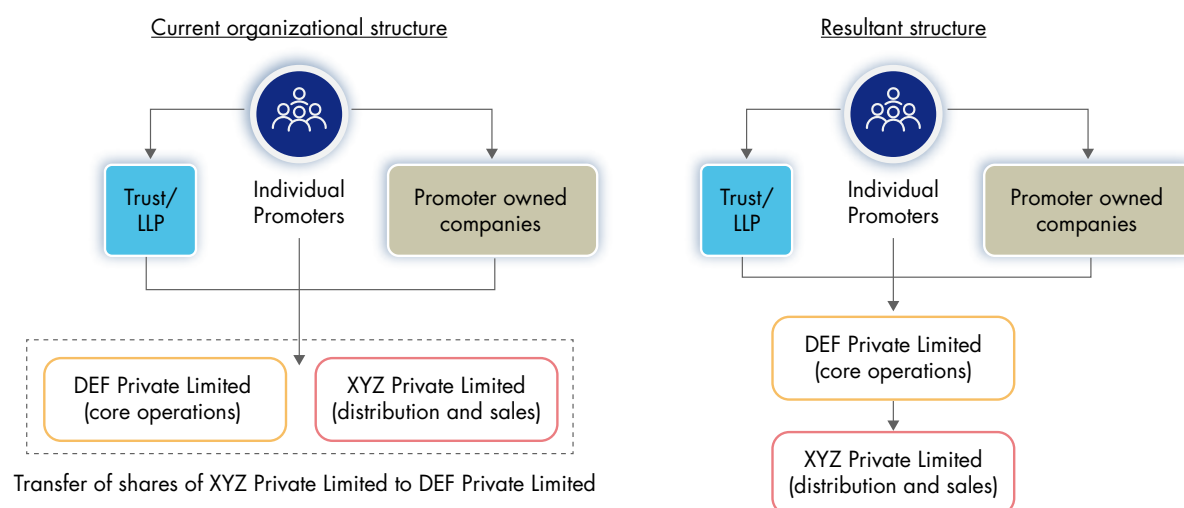 Current organizational structure
Trust/
LLP
Individual
Promoters
Promoter owned
companies
DEF Private Limited
(core operations)
XYZ Private Limited
(distribution and sales)
Transfer of shares of XYZ Private Limited to DEF Private Limited
Resultant structure
Trust/
LLP
Individual
Promoters
Promoter owned
companies
DEF Private Limited
(core operations)
XYZ Private Limited
(distribution and sales)